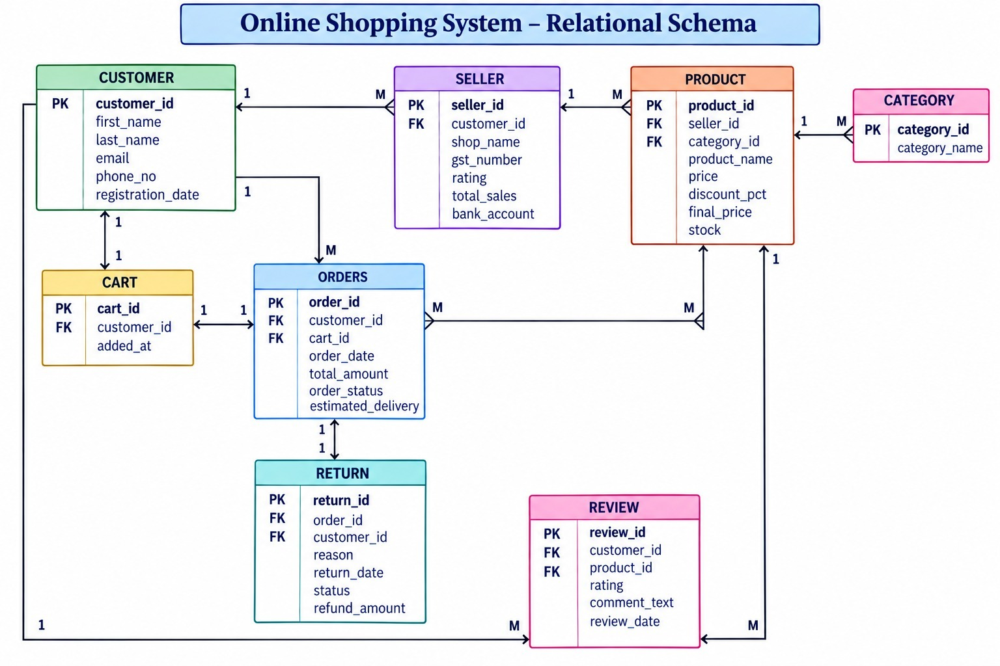 Online Shopping System – Relational Schema
CUSTOMER
PK customer_id
first_name
last_name
email
phone_no
registration_date
1
M
SELLER
PK seller_id
FK customer_id
shop_name
gst_number
rating
total_sales
bank_account
1
M
PRODUCT
PK product_id
FK seller_id
FK category_id
product_name
price
discount_pct
final_price
stock
1
M
CATEGORY
PK category_id
category_name
1
M
1
1
CART
PK cart_id
FK customer_id
added_at
1
1
ORDERS
PK order_id
FK customer_id
FK cart_id
order_date
total_amount
order_status
estimated_delivery
M
M
1
1
1
RETURN
PK return_id
FK order_id
FK customer_id
reason
return_date
status
refund_amount
REVIEW
PK review_id
FK customer_id
FK product_id
rating
comment_text
review_date
1
M
M